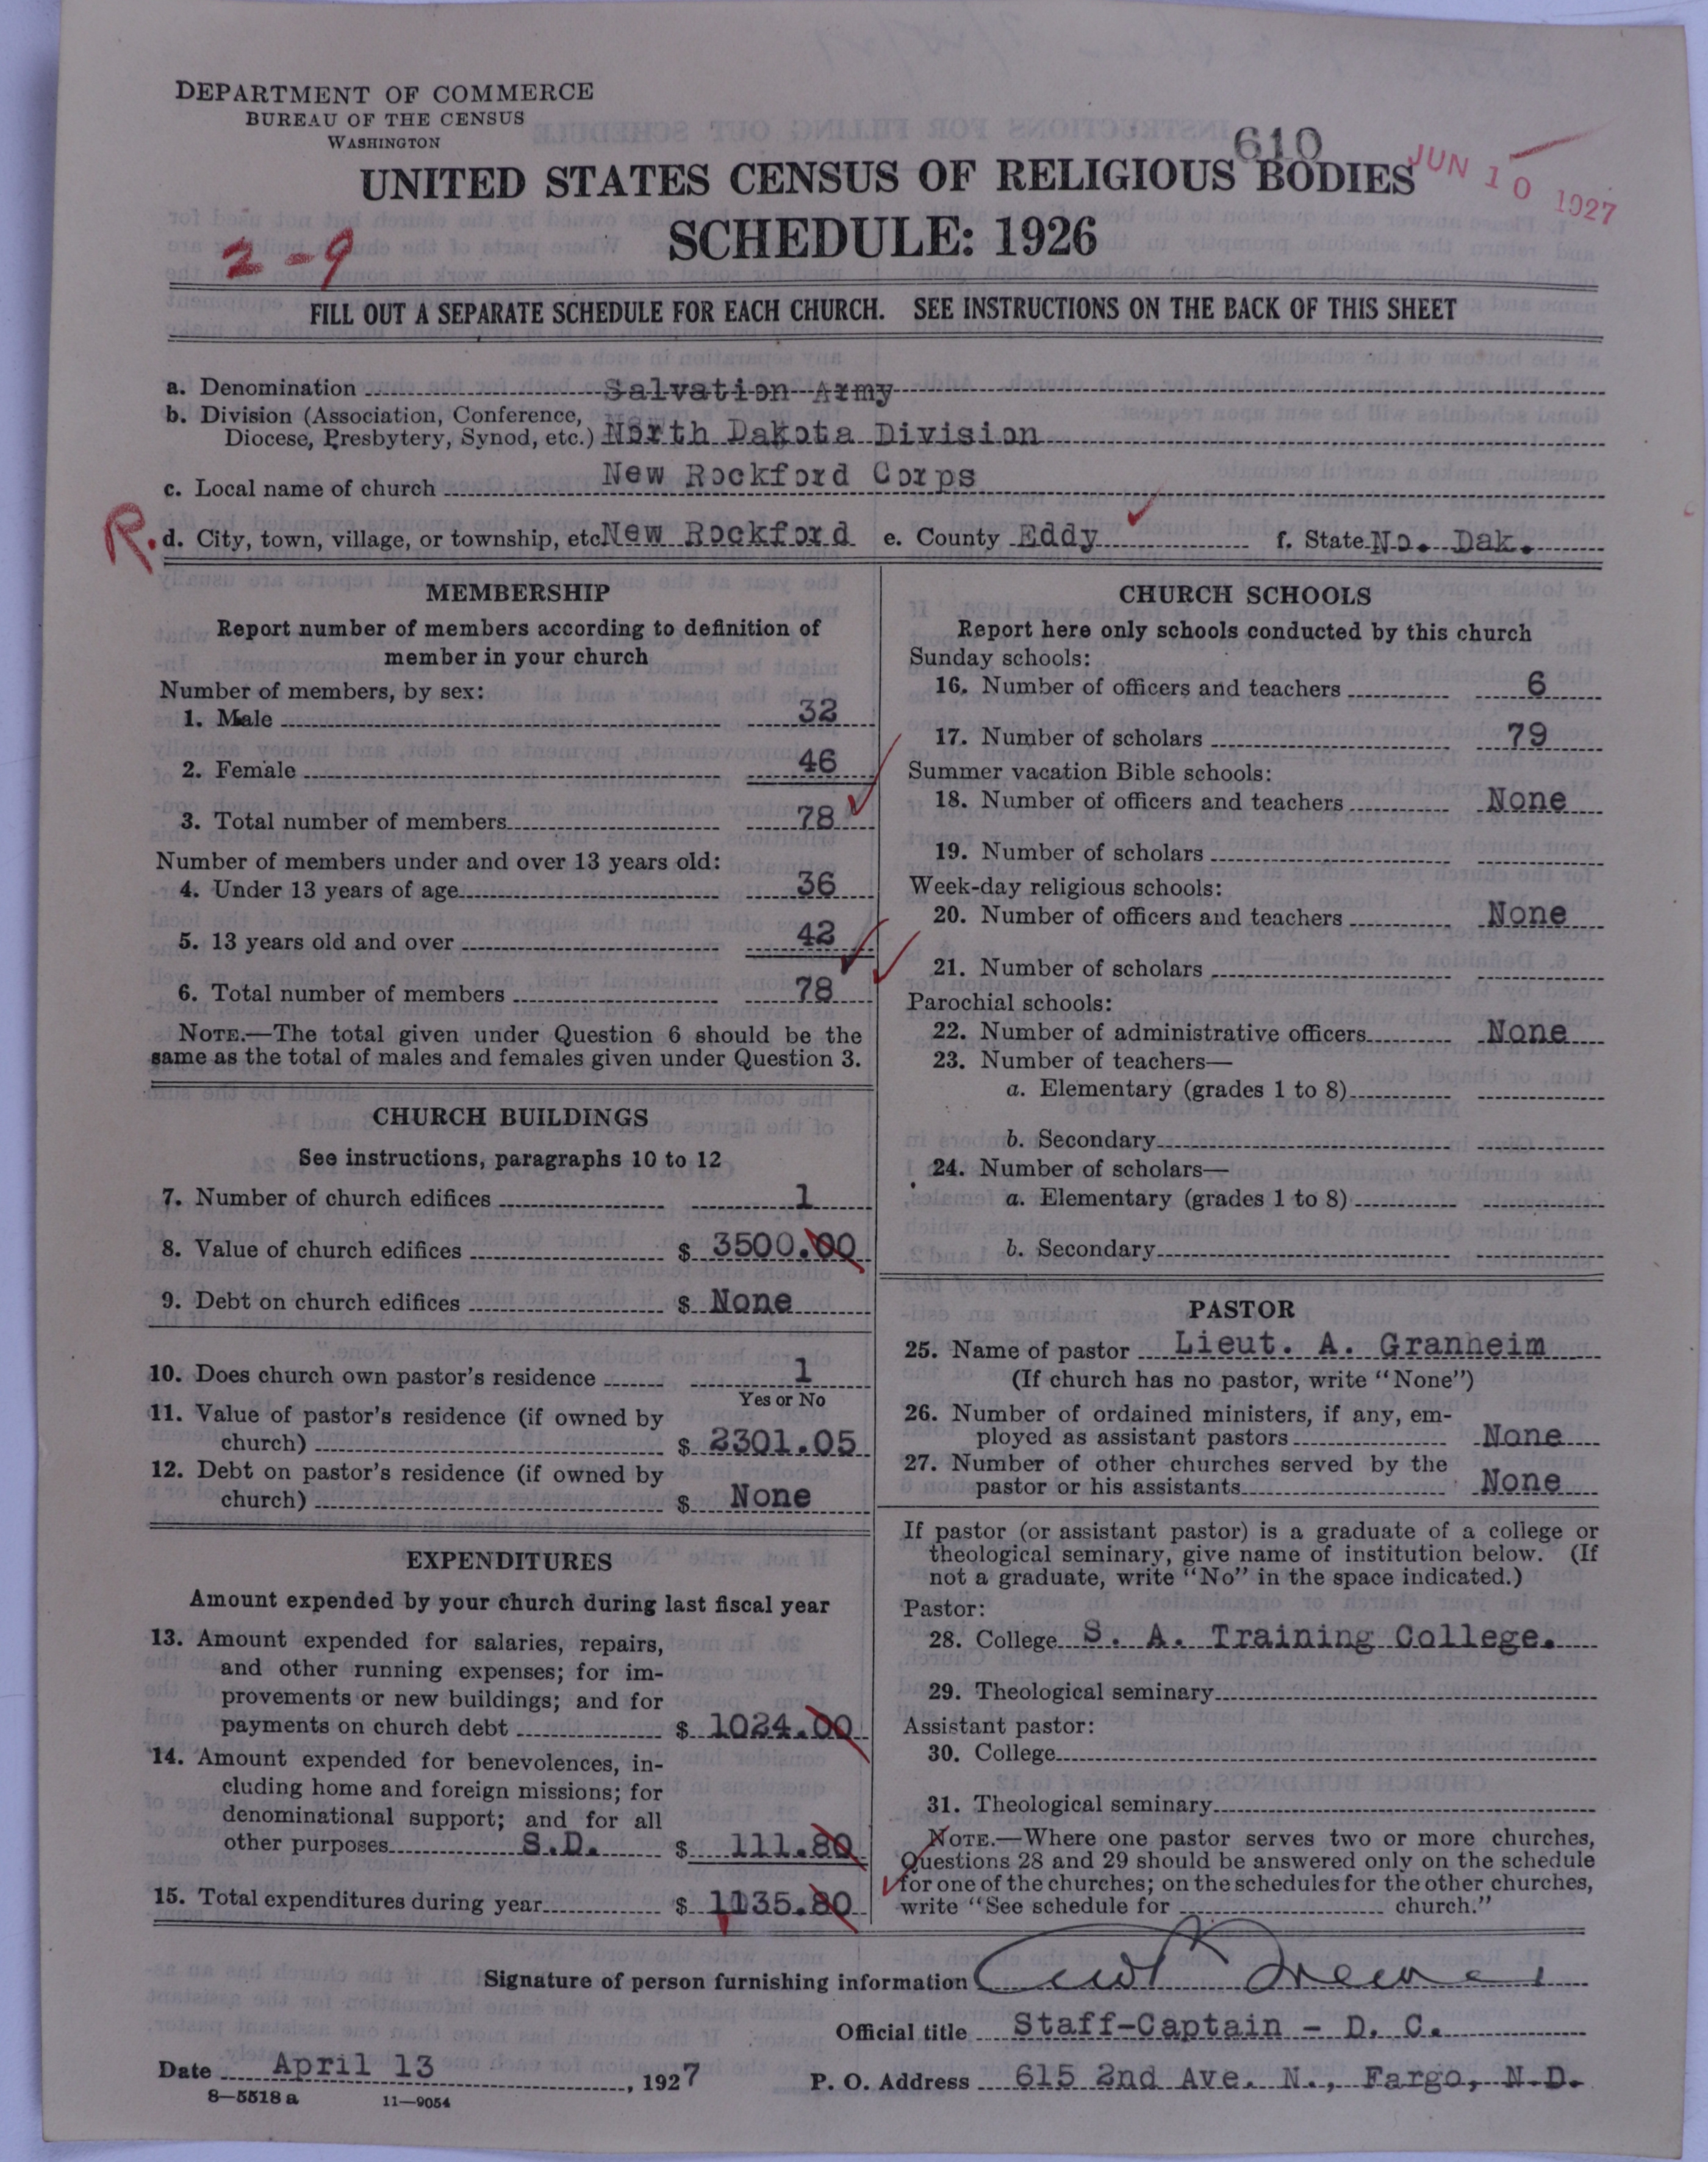 DEPARTMENT OF COMMERCE
BUREAU OF THE CENSUS
WASHINGTON
610
UNITED STATES CENSUS OF RELIGIOUS BODIES
JUN 10 1927
SCHEDULE: 1926
2-9
FILL OUT A SEPARATE SCHEDULE FOR EACH CHURCH. SEE INSTRUCTIONS ON THE BACK OF THIS SHEET
a. Denomination Salvation Army
b. Division (Association, Conference,
Diocese, Presbytery, Synod, etc.) North Dakota Division
c. Local name of church New Rockford Corps
R. d. City, town, village, or township, etc. New Rockford e. County Eddy f. State No. Dak.
MEMBERSHIP
Report number of members according to definition of
member in your church
Number of members, by sex:
1. Male 32
2. Female 46
3. Total number of members 78
Number of members under and over 13 years old:
4. Under 13 years of age 36
5. 13 years old and over 42
6. Total number of members 78
NOTE.—The total given under Question 6 should be the
same as the total of males and females given under Question 3.
CHURCH BUILDINGS
See instructions, paragraphs 10 to 12
7. Number of church edifices 1
8. Value of church edifices $ 3500.00
9. Debt on church edifices $ None
10. Does church own pastor's residence 1
Yes or No
11. Value of pastor's residence (if owned by
church) $ 2301.05
12. Debt on pastor's residence (if owned by
church) $ None
EXPENDITURES
Amount expended by your church during last fiscal year
13. Amount expended for salaries, repairs,
and other running expenses; for im-
provements or new buildings; and for
payments on church debt $ 1024.00
14. Amount expended for benevolences, in-
cluding home and foreign missions; for
denominational support; and for all
other purposes S.D. $ 111.80
15. Total expenditures during year $ 1135.80
CHURCH SCHOOLS
Report here only schools conducted by this church
Sunday schools:
16. Number of officers and teachers 6
17. Number of scholars 79
Summer vacation Bible schools:
18. Number of officers and teachers None
19. Number of scholars
Week-day religious schools:
20. Number of officers and teachers None
21. Number of scholars
Parochial schools:
22. Number of administrative officers None
23. Number of teachers—
a. Elementary (grades 1 to 8)
b. Secondary
24. Number of scholars—
a. Elementary (grades 1 to 8)
b. Secondary
PASTOR
25. Name of pastor Lieut. A. Granheim
(If church has no pastor, write "None")
26. Number of ordained ministers, if any, em-
ployed as assistant pastors None
27. Number of other churches served by the
pastor or his assistants None
If pastor (or assistant pastor) is a graduate of a college or
theological seminary, give name of institution below. (If
not a graduate, write "No" in the space indicated.)
Pastor:
28. College S. A. Training College.
29. Theological seminary
Assistant pastor:
30. College
31. Theological seminary
NOTE.—Where one pastor serves two or more churches,
Questions 28 and 29 should be answered only on the schedule
for one of the churches; on the schedules for the other churches,
write "See schedule for church."
Signature of person furnishing information
Official title Staff-Captain - D. C.
Date April 13, 1927 P. O. Address 615 2nd Ave. N., Fargo, N.D.
8—5518 a 11—9054